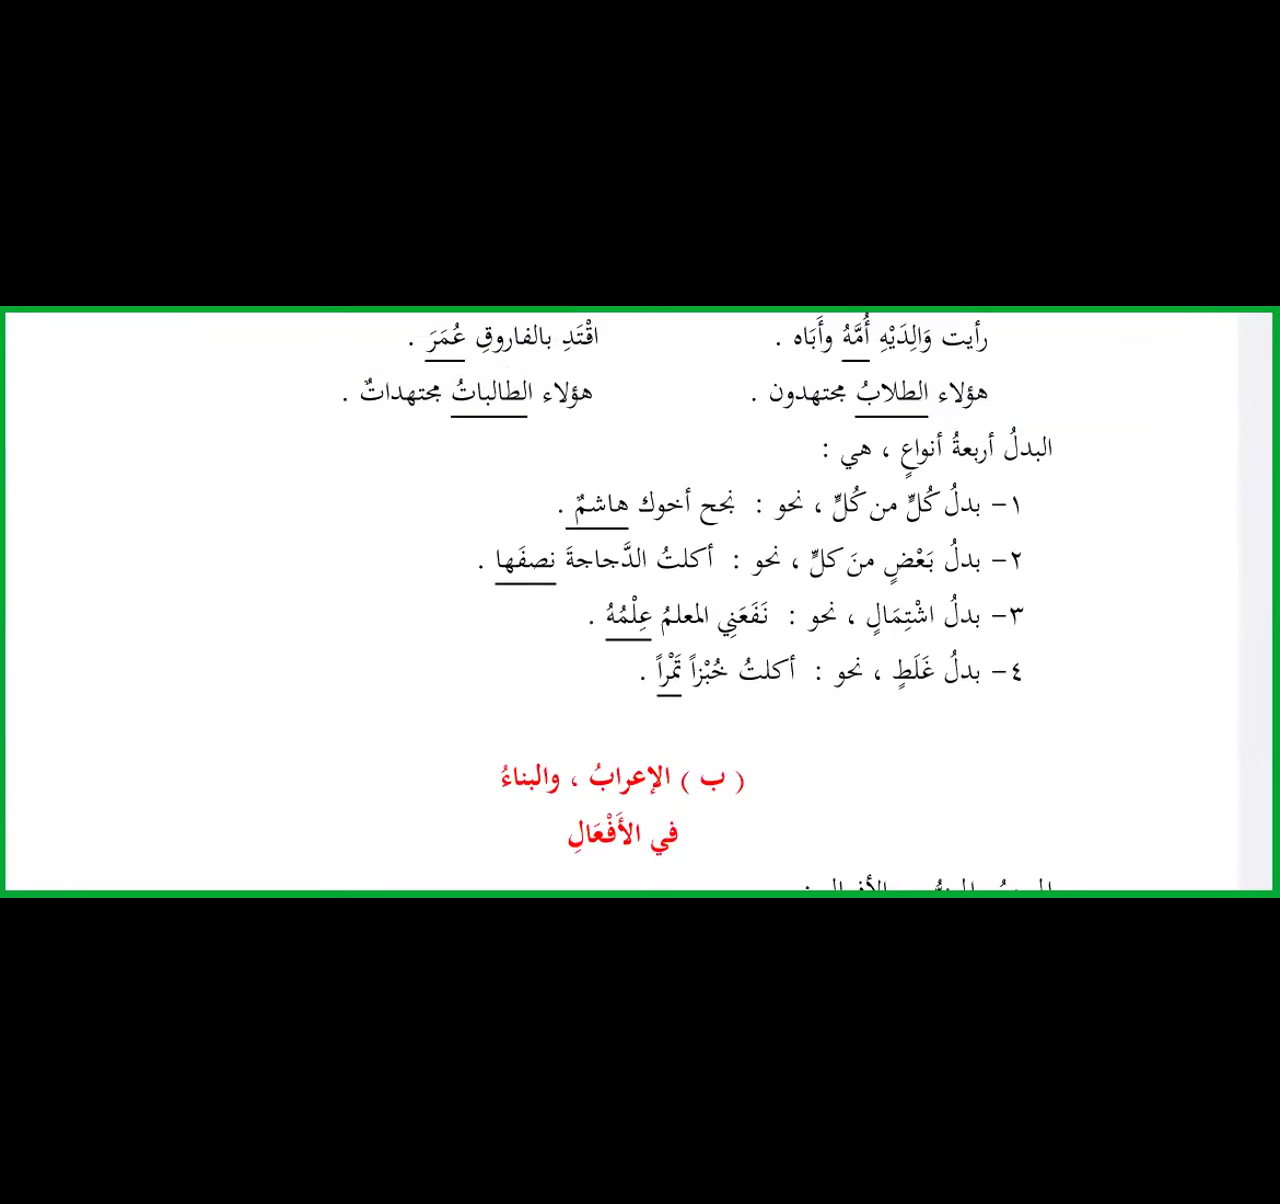 رأيت وَالِدَيْهِ أُمَّهُ وأَبَاه . اقْتَدِ بالفاروقِ عُمَرَ .
هؤلاء الطلابُ مجتهدون . هؤلاء الطالباتُ مجتهداتٌ .
البدلُ أربعةُ أنواعٍ ، هي :
١- بدلُ كُلٍّ من كُلٍّ ، نحو : نجح أخوك هاشمٌ .
٢- بدلُ بَعْضٍ منَ كلٍّ ، نحو : أكلتُ الدَّجاجةَ نصفَها .
٣- بدلُ اشْتِمَالٍ ، نحو : نَفَعَنِي المعلمُ عِلْمُهُ .
٤- بدلُ غَلَطٍ ، نحو : أكلتُ خُبْزاً تَمْراً .
( ب ) الإعرابُ ، والبناءُ
في الأَفْعَالِ